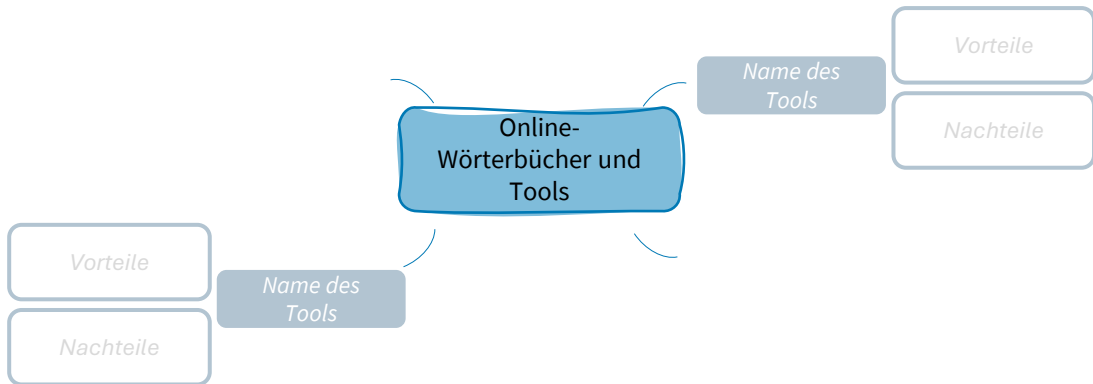 Vorteile
Name des
Tools
Nachteile
Online-
Wörterbücher und
Tools
Vorteile
Name des
Tools
Nachteile